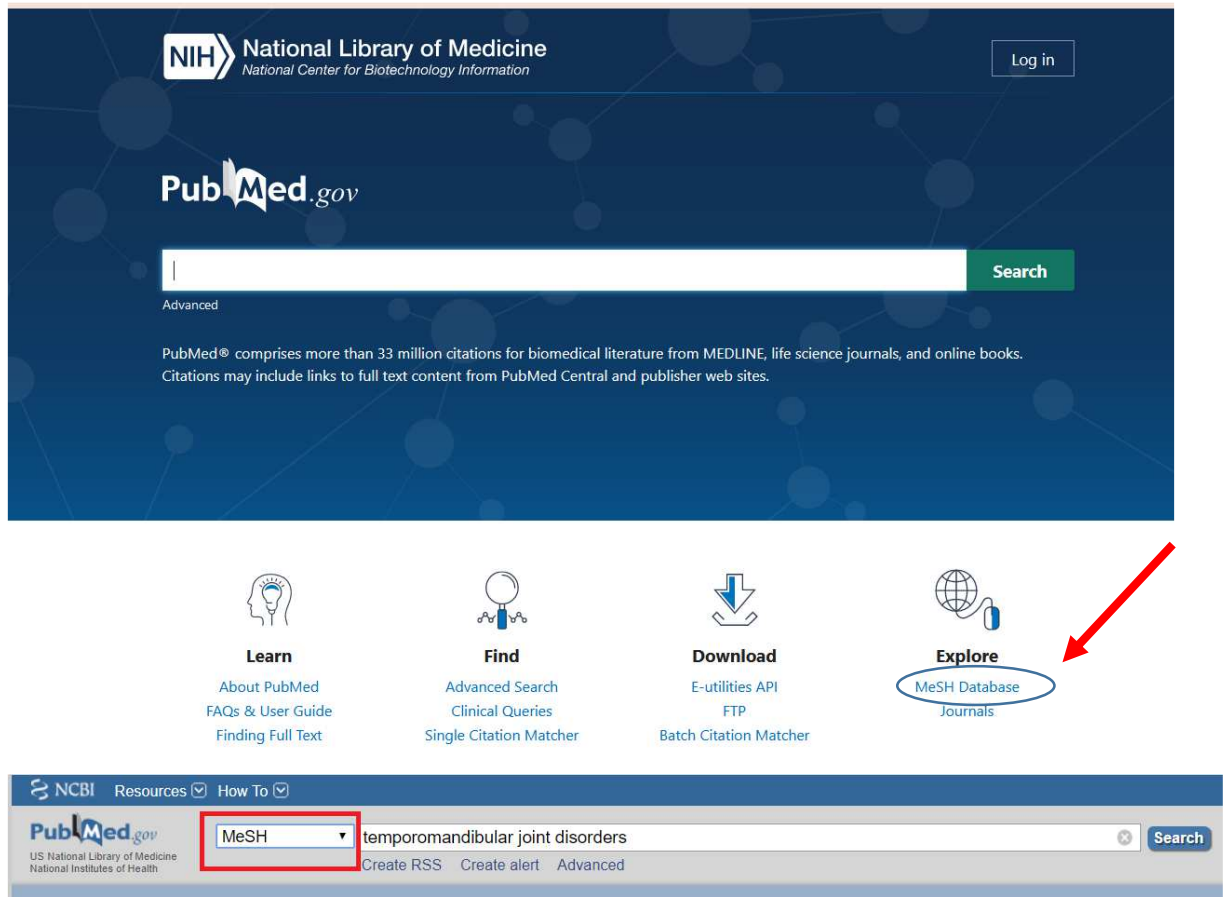 NIH National Library of Medicine
National Center for Biotechnology Information
Log in
PubMed.gov
Search
Advanced
PubMed® comprises more than 33 million citations for biomedical literature from MEDLINE, life science journals, and online books.
Citations may include links to full text content from PubMed Central and publisher web sites.
Learn
About PubMed
FAQs & User Guide
Finding Full Text
Find
Advanced Search
Clinical Queries
Single Citation Matcher
Download
E-utilities API
FTP
Batch Citation Matcher
Explore
MeSH Database
Journals
NCBI Resources How To
PubMed.gov
US National Library of Medicine
National Institutes of Health
MeSH
temporomandibular joint disorders
Search
Create RSS Create alert Advanced